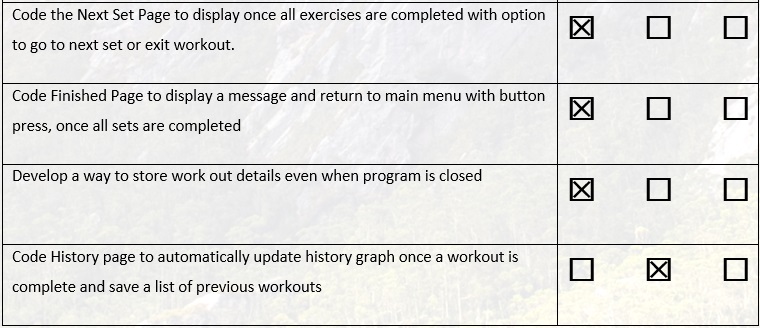 Code the Next Set Page to display once all exercises are completed with option
to go to next set or exit workout.
☒ ☐ ☐
Code Finished Page to display a message and return to main menu with button
press, once all sets are completed
☒ ☐ ☐
Develop a way to store work out details even when program is closed
☒ ☐ ☐
Code History page to automatically update history graph once a workout is
complete and save a list of previous workouts
☐ ☒ ☐